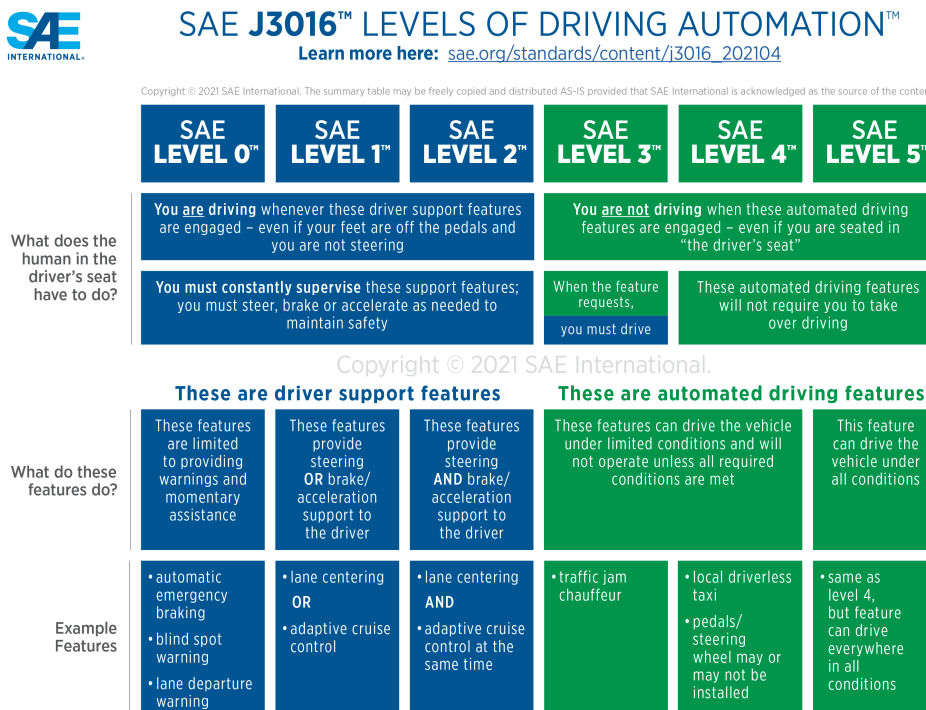 SAE
INTERNATIONAL®
SAE J3016™ LEVELS OF DRIVING AUTOMATION™
Learn more here: sae.org/standards/content/j3016_202104
Copyright © 2021 SAE International. The summary table may be freely copied and distributed AS-IS provided that SAE International is acknowledged as the source of the
SAE
LEVEL 0™
SAE
LEVEL 1™
SAE
LEVEL 2™
SAE
LEVEL 3™
SAE
LEVEL 4™
SAE
LEVEL 5™
What does the
human in the
driver's seat
have to do?
You are driving whenever these driver support features
are engaged – even if your feet are off the pedals and
you are not steering
You are not driving when these automated driving
features are engaged – even if you are seated in
“the driver's seat”
You must constantly supervise these support features;
you must steer, brake or accelerate as needed to
maintain safety
When the feature
requests,
you must drive
These automated driving features
will not require you to take
over driving
Copyright © 2021 SAE International.
These are driver support features
These are automated driving features
What do these
features do?
These features
are limited
to providing
warnings and
momentary
assistance
These features
provide
steering
OR brake/
acceleration
support to
the driver
These features
provide
steering
AND brake/
acceleration
support to
the driver
These features can drive the vehicle
under limited conditions and will
not operate unless all required
conditions are met
This feature
can drive the
vehicle under
all conditions
Example
Features
• automatic
emergency
braking
• blind spot
warning
• lane departure
warning
• lane centering
OR
• adaptive cruise
control
• lane centering
AND
• adaptive cruise
control at the
same time
• traffic jam
chauffeur
• local driverless
taxi
• pedals/
steering
wheel may or
may not be
installed
• same as
level 4,
but feature
can drive
everywhere
in all
conditions